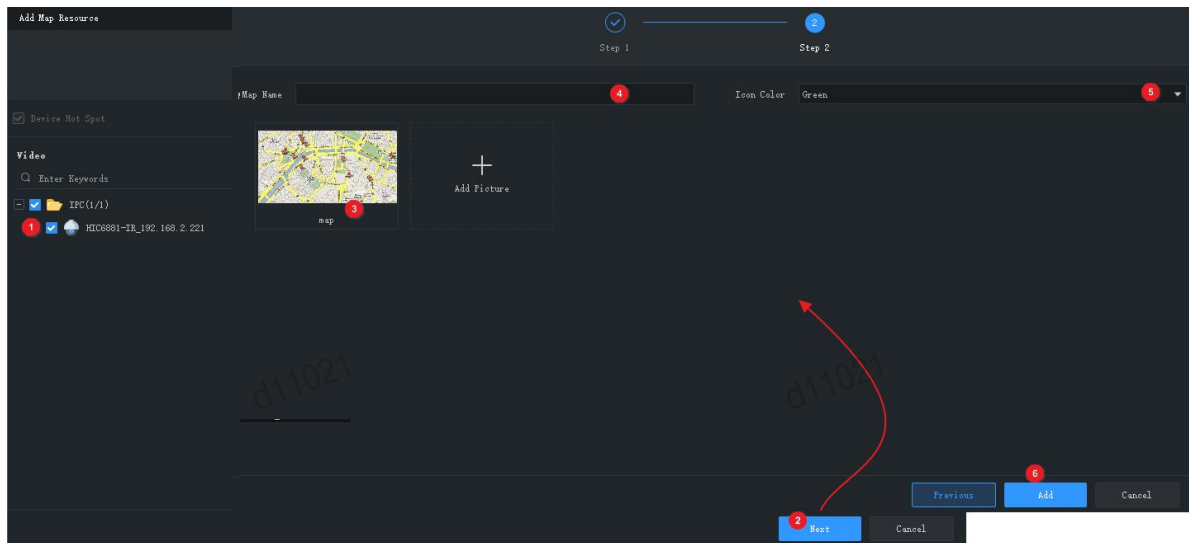 Add Map Resource
2
Step 1
Step 2
*Map Name
4
Icon Color
Green
5
Device Hot Spot
Video
Enter Keywords
IPC(1/1)
1
HIC6881-IR_192.168.2.221
3
map
Add Picture
d11021
d11021
6
Previous
Add
Cancel
2
Next
Cancel